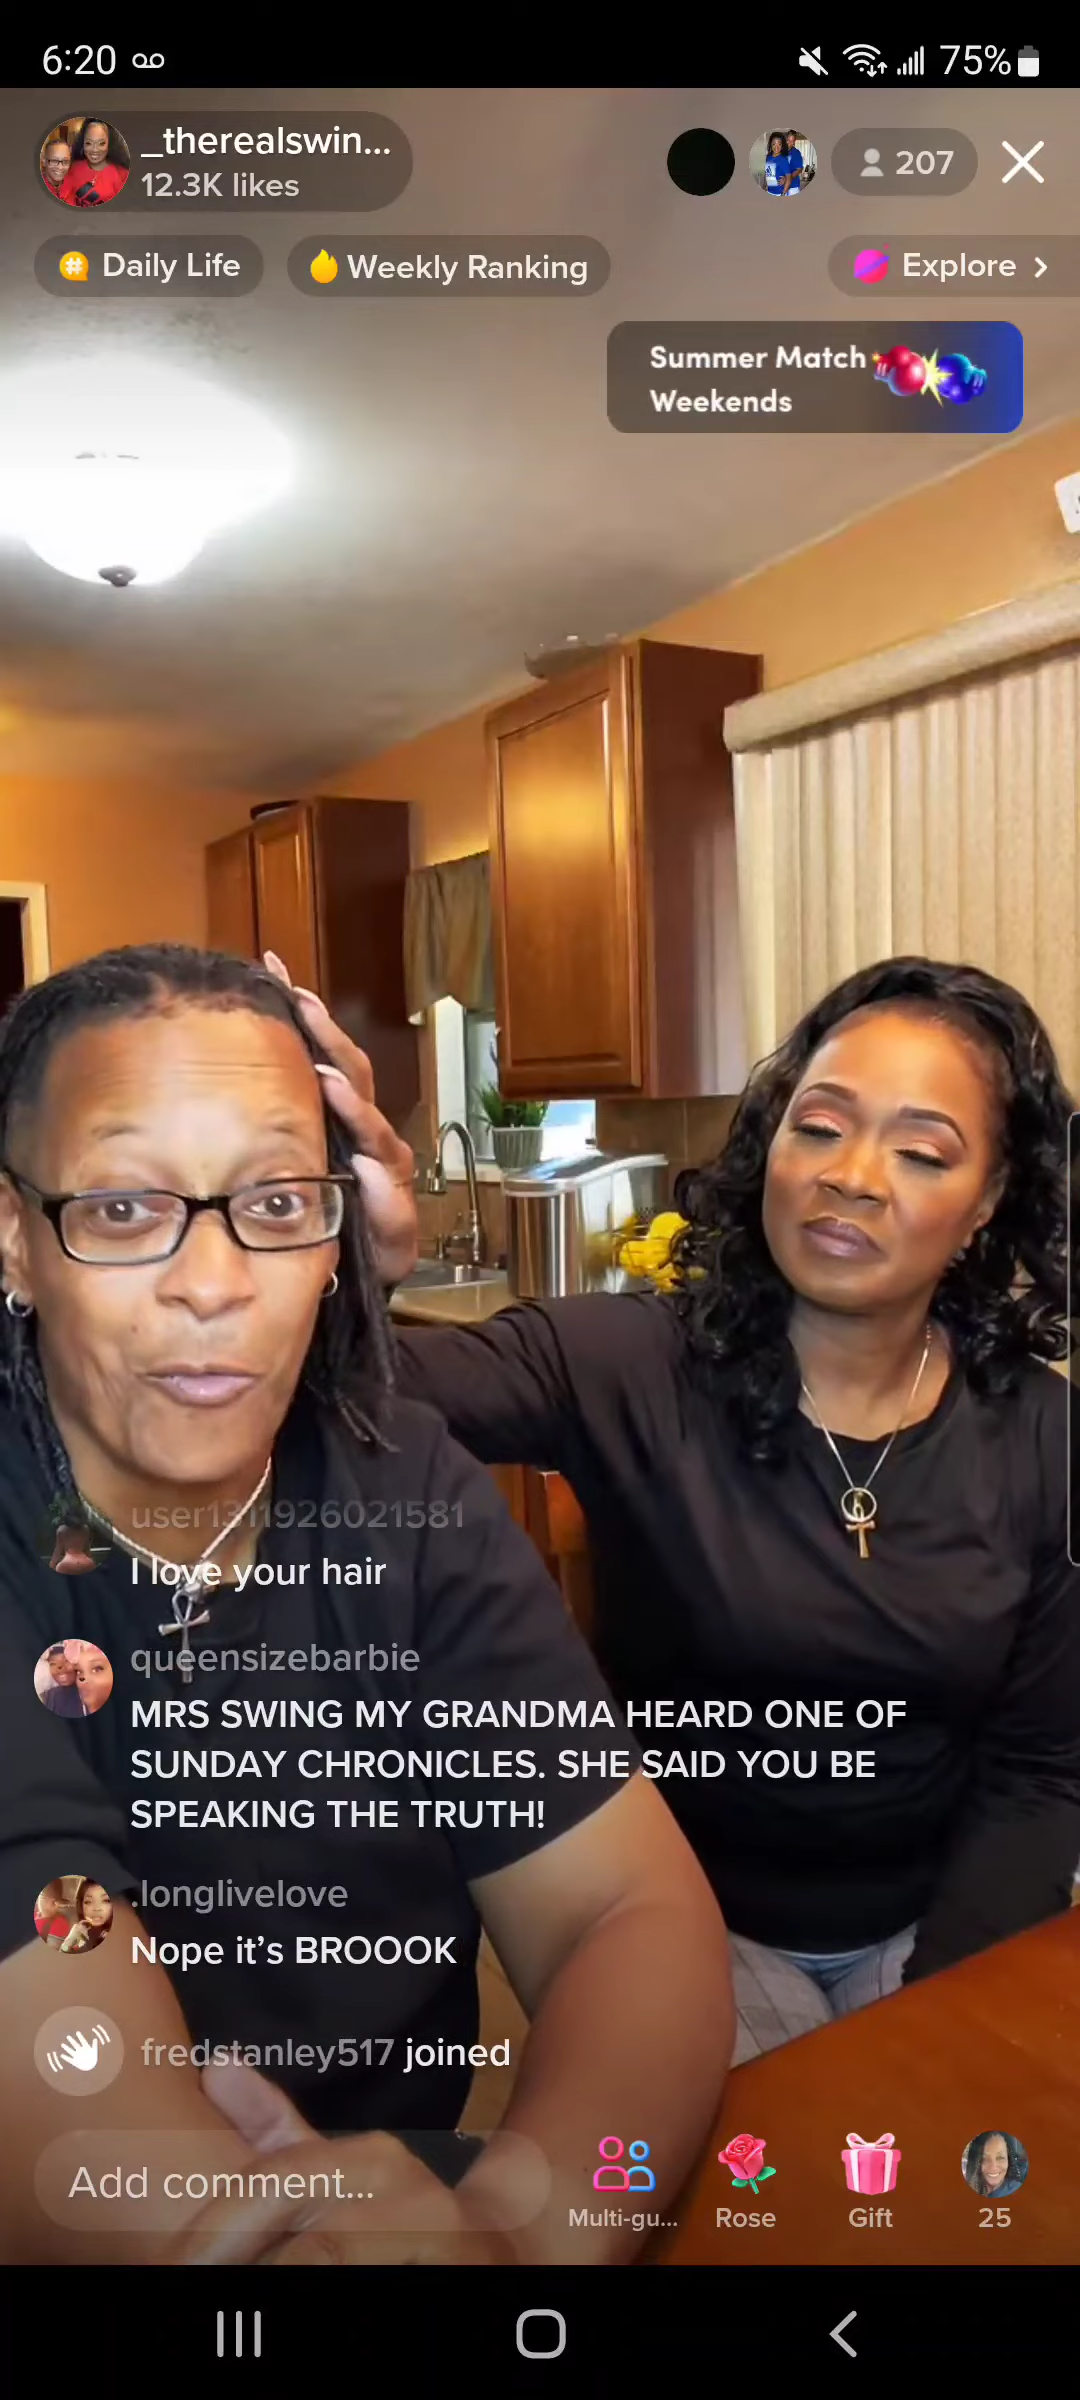 6:20
75%
_therealswin...
12.3K likes
207
Daily Life
Weekly Ranking
Explore
Summer Match
Weekends
user1311926021581
I love your hair
queensizebarbie
MRS SWING MY GRANDMA HEARD ONE OF
SUNDAY CHRONICLES. SHE SAID YOU BE
SPEAKING THE TRUTH!
.longlivelove
Nope it’s BROOOK
fredstanley517 joined
Add comment...
Multi-gu...
Rose
Gift
25